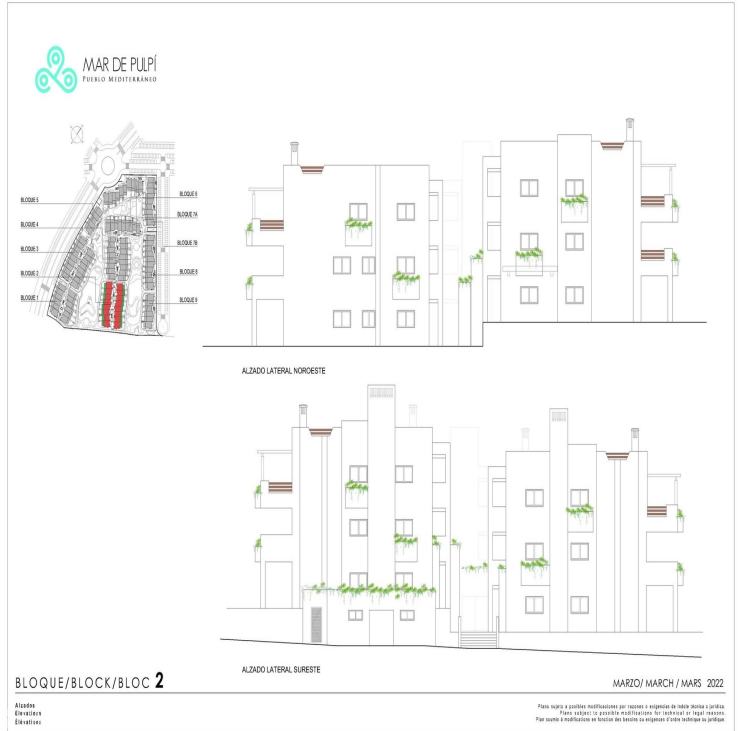 MAR DE PULPÍ
PUEBLO MEDITERRÁNEO
BLOQUE 5
BLOQUE 4
BLOQUE 3
BLOQUE 2
BLOQUE 1
BLOQUE 6
BLOQUE 7A
BLOQUE 7B
BLOQUE 8
BLOQUE 9
ALZADO LATERAL NOROESTE
ALZADO LATERAL SURESTE
BLOQUE/BLOCK/BLOC 2
MARZO/ MARCH / MARS 2022
Alzados
Elevations
Élévations
Plano sujeto a posibles modificaciones por razones o exigencias de índole técnica o jurídica.
Plans subject to possible modifications for technical or legal reasons.
Plan soumis à modifications en fonction des besoins ou exigences d'ordre technique ou juridique.